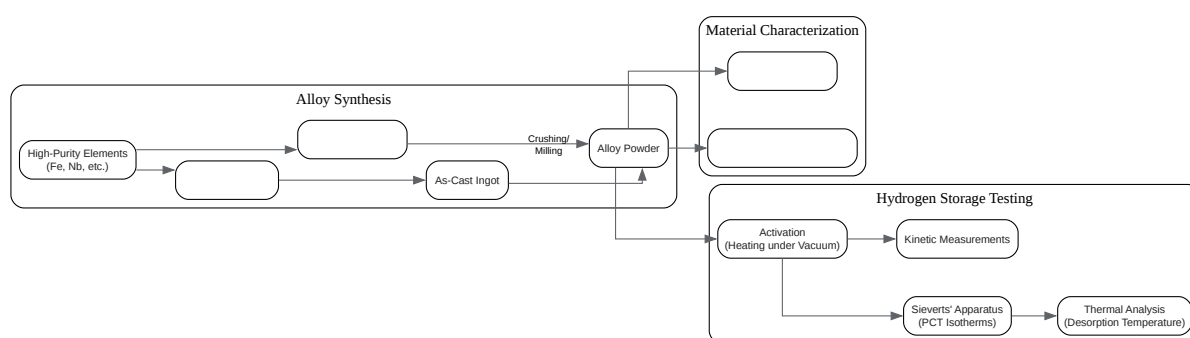 Material Characterization
Alloy Synthesis
High-Purity Elements
(Fe, Nb, etc.)
Crushing/
Milling
Alloy Powder
As-Cast Ingot
Hydrogen Storage Testing
Activation
(Heating under Vacuum)
Kinetic Measurements
Sieverts' Apparatus
(PCT Isotherms)
Thermal Analysis
(Desorption Temperature)